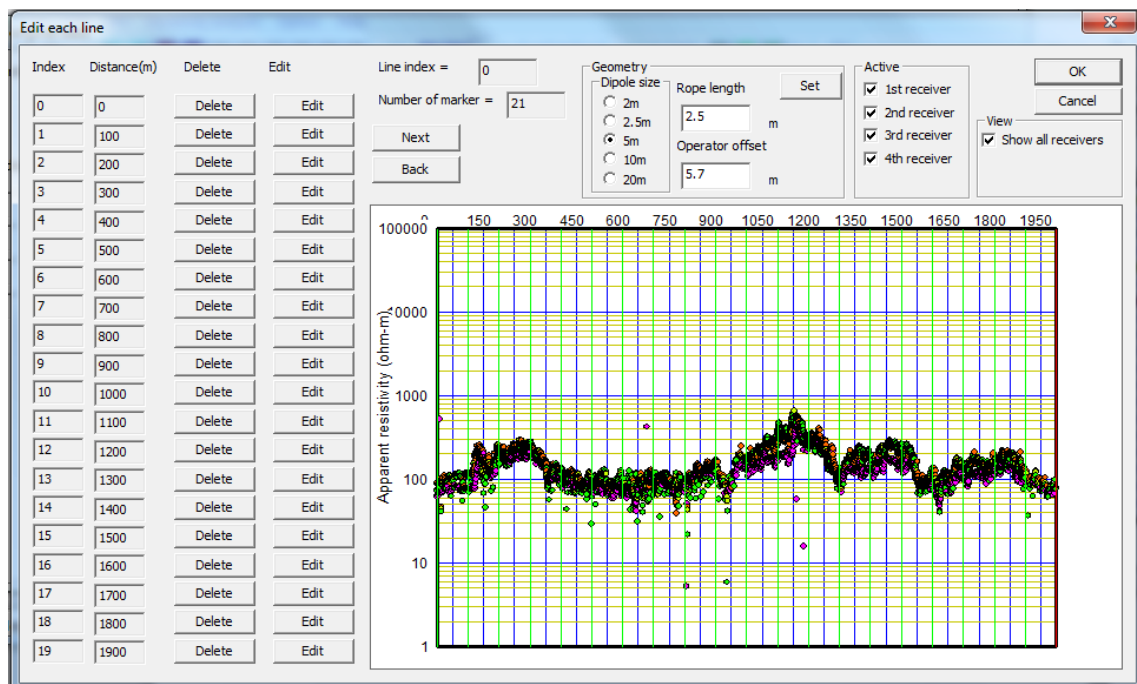 Edit each line
Index Distance(m) Delete Edit
0 0 Delete Edit
1 100 Delete Edit
2 200 Delete Edit
3 300 Delete Edit
4 400 Delete Edit
5 500 Delete Edit
6 600 Delete Edit
7 700 Delete Edit
8 800 Delete Edit
9 900 Delete Edit
10 1000 Delete Edit
11 1100 Delete Edit
12 1200 Delete Edit
13 1300 Delete Edit
14 1400 Delete Edit
15 1500 Delete Edit
16 1600 Delete Edit
17 1700 Delete Edit
18 1800 Delete Edit
19 1900 Delete Edit
Line index = 0
Number of marker = 21
Next
Back
Geometry
Dipole size
2m
2.5m
5m
10m
20m
Rope length
2.5 m
Operator offset
5.7 m
Set
Active
1st receiver
2nd receiver
3rd receiver
4th receiver
OK
Cancel
View
Show all receivers
0 150 300 450 600 750 900 1050 1200 1350 1500 1650 1800 1950
Apparent resistivity (ohm-m)
100000
10000
1000
100
10
1